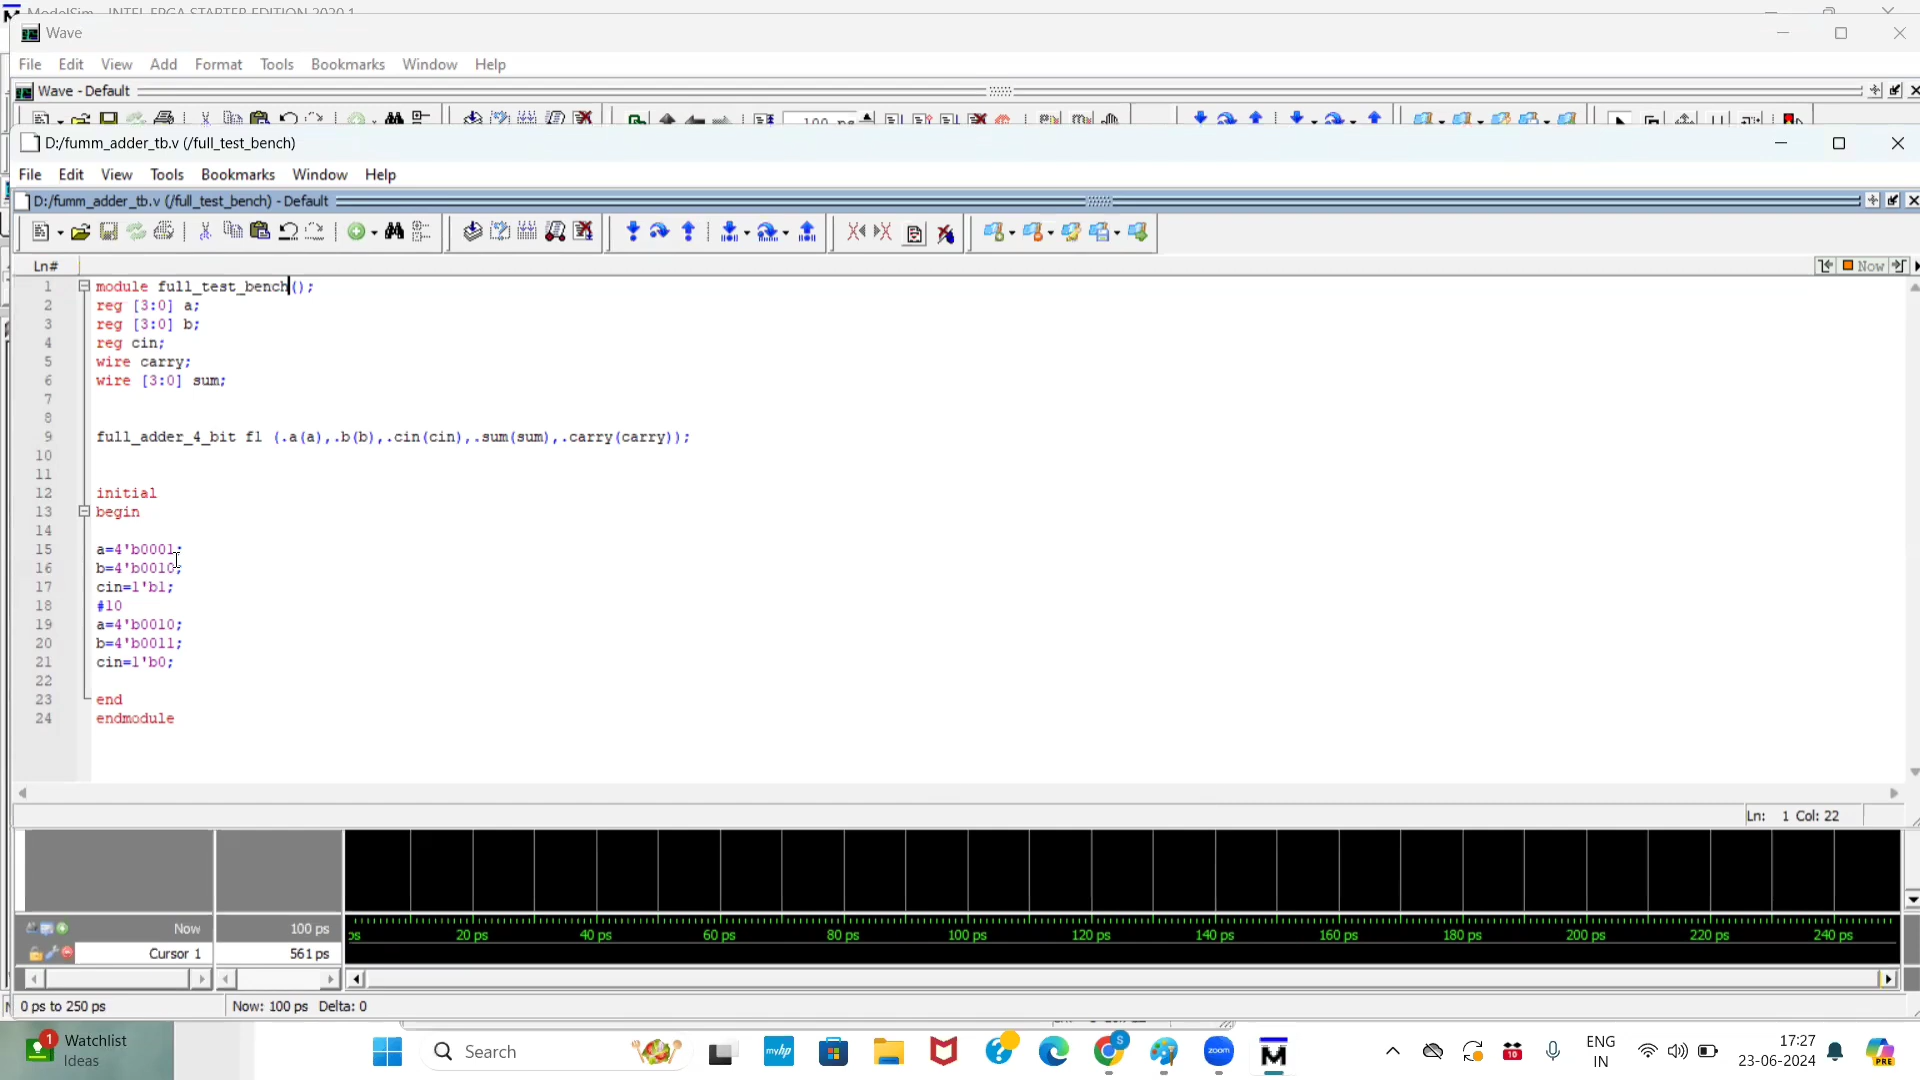 ModelSim - INTEL FPGA STARTER EDITION 2020.1
Wave
File Edit View Add Format Tools Bookmarks Window Help
Wave - Default
100 ps
D:/fumm_adder_tb.v (/full_test_bench)
File Edit View Tools Bookmarks Window Help
D:/fumm_adder_tb.v (/full_test_bench) - Default
Ln#
Now
1 module full_test_bench();
2 reg [3:0] a;
3 reg [3:0] b;
4 reg cin;
5 wire carry;
6 wire [3:0] sum;
7
8
9 full_adder_4_bit f1 (.a(a),.b(b),.cin(cin),.sum(sum),.carry(carry));
10
11
12 initial
13 begin
14
15 a=4'b0001;
16 b=4'b0010;
17 cin=1'b1;
18 #10
19 a=4'b0010;
20 b=4'b0011;
21 cin=1'b0;
22
23 end
24 endmodule
Ln: 1 Col: 22
Now 100 ps
ps 20 ps 40 ps 60 ps 80 ps 100 ps 120 ps 140 ps 160 ps 180 ps 200 ps 220 ps 240 ps
Cursor 1 561 ps
0 ps to 250 ps Now: 100 ps Delta: 0
1 Watchlist
Ideas
Search
myhp
S
zoom
10
ENG
IN
17:27
23-06-2024
PRE